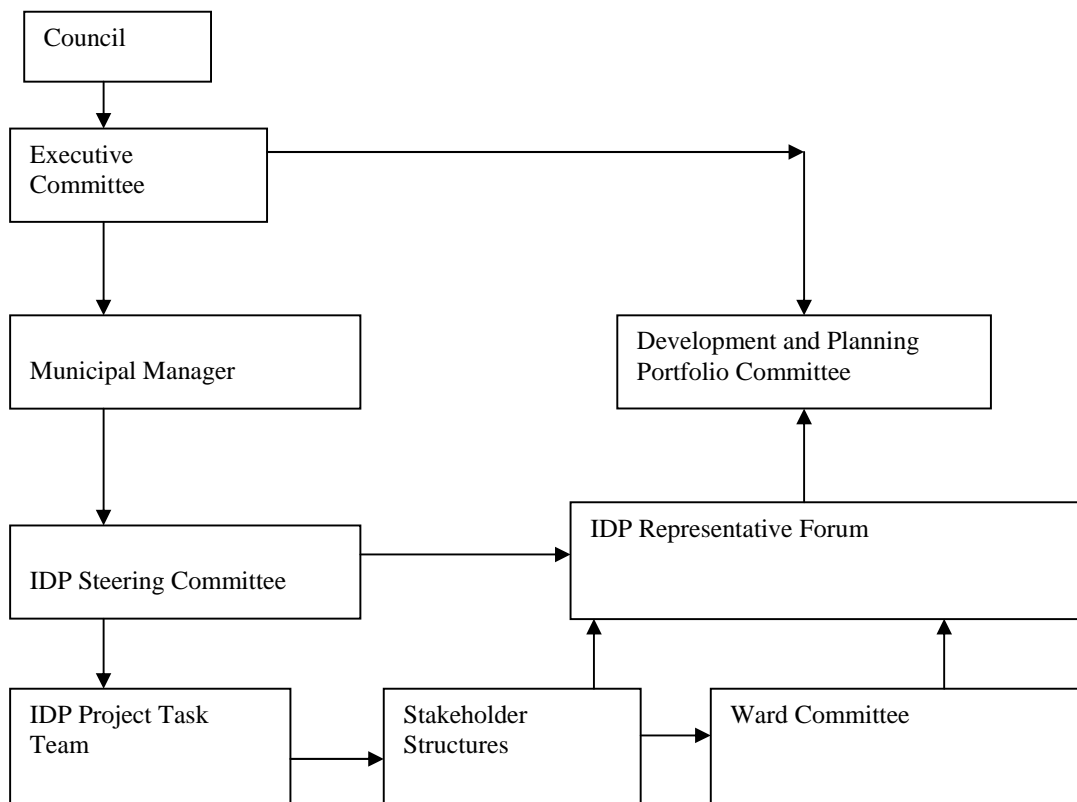 Council
Executive
Committee
Municipal Manager
Development and Planning
Portfolio Committee
IDP Steering Committee
IDP Representative Forum
IDP Project Task
Team
Stakeholder
Structures
Ward Committee